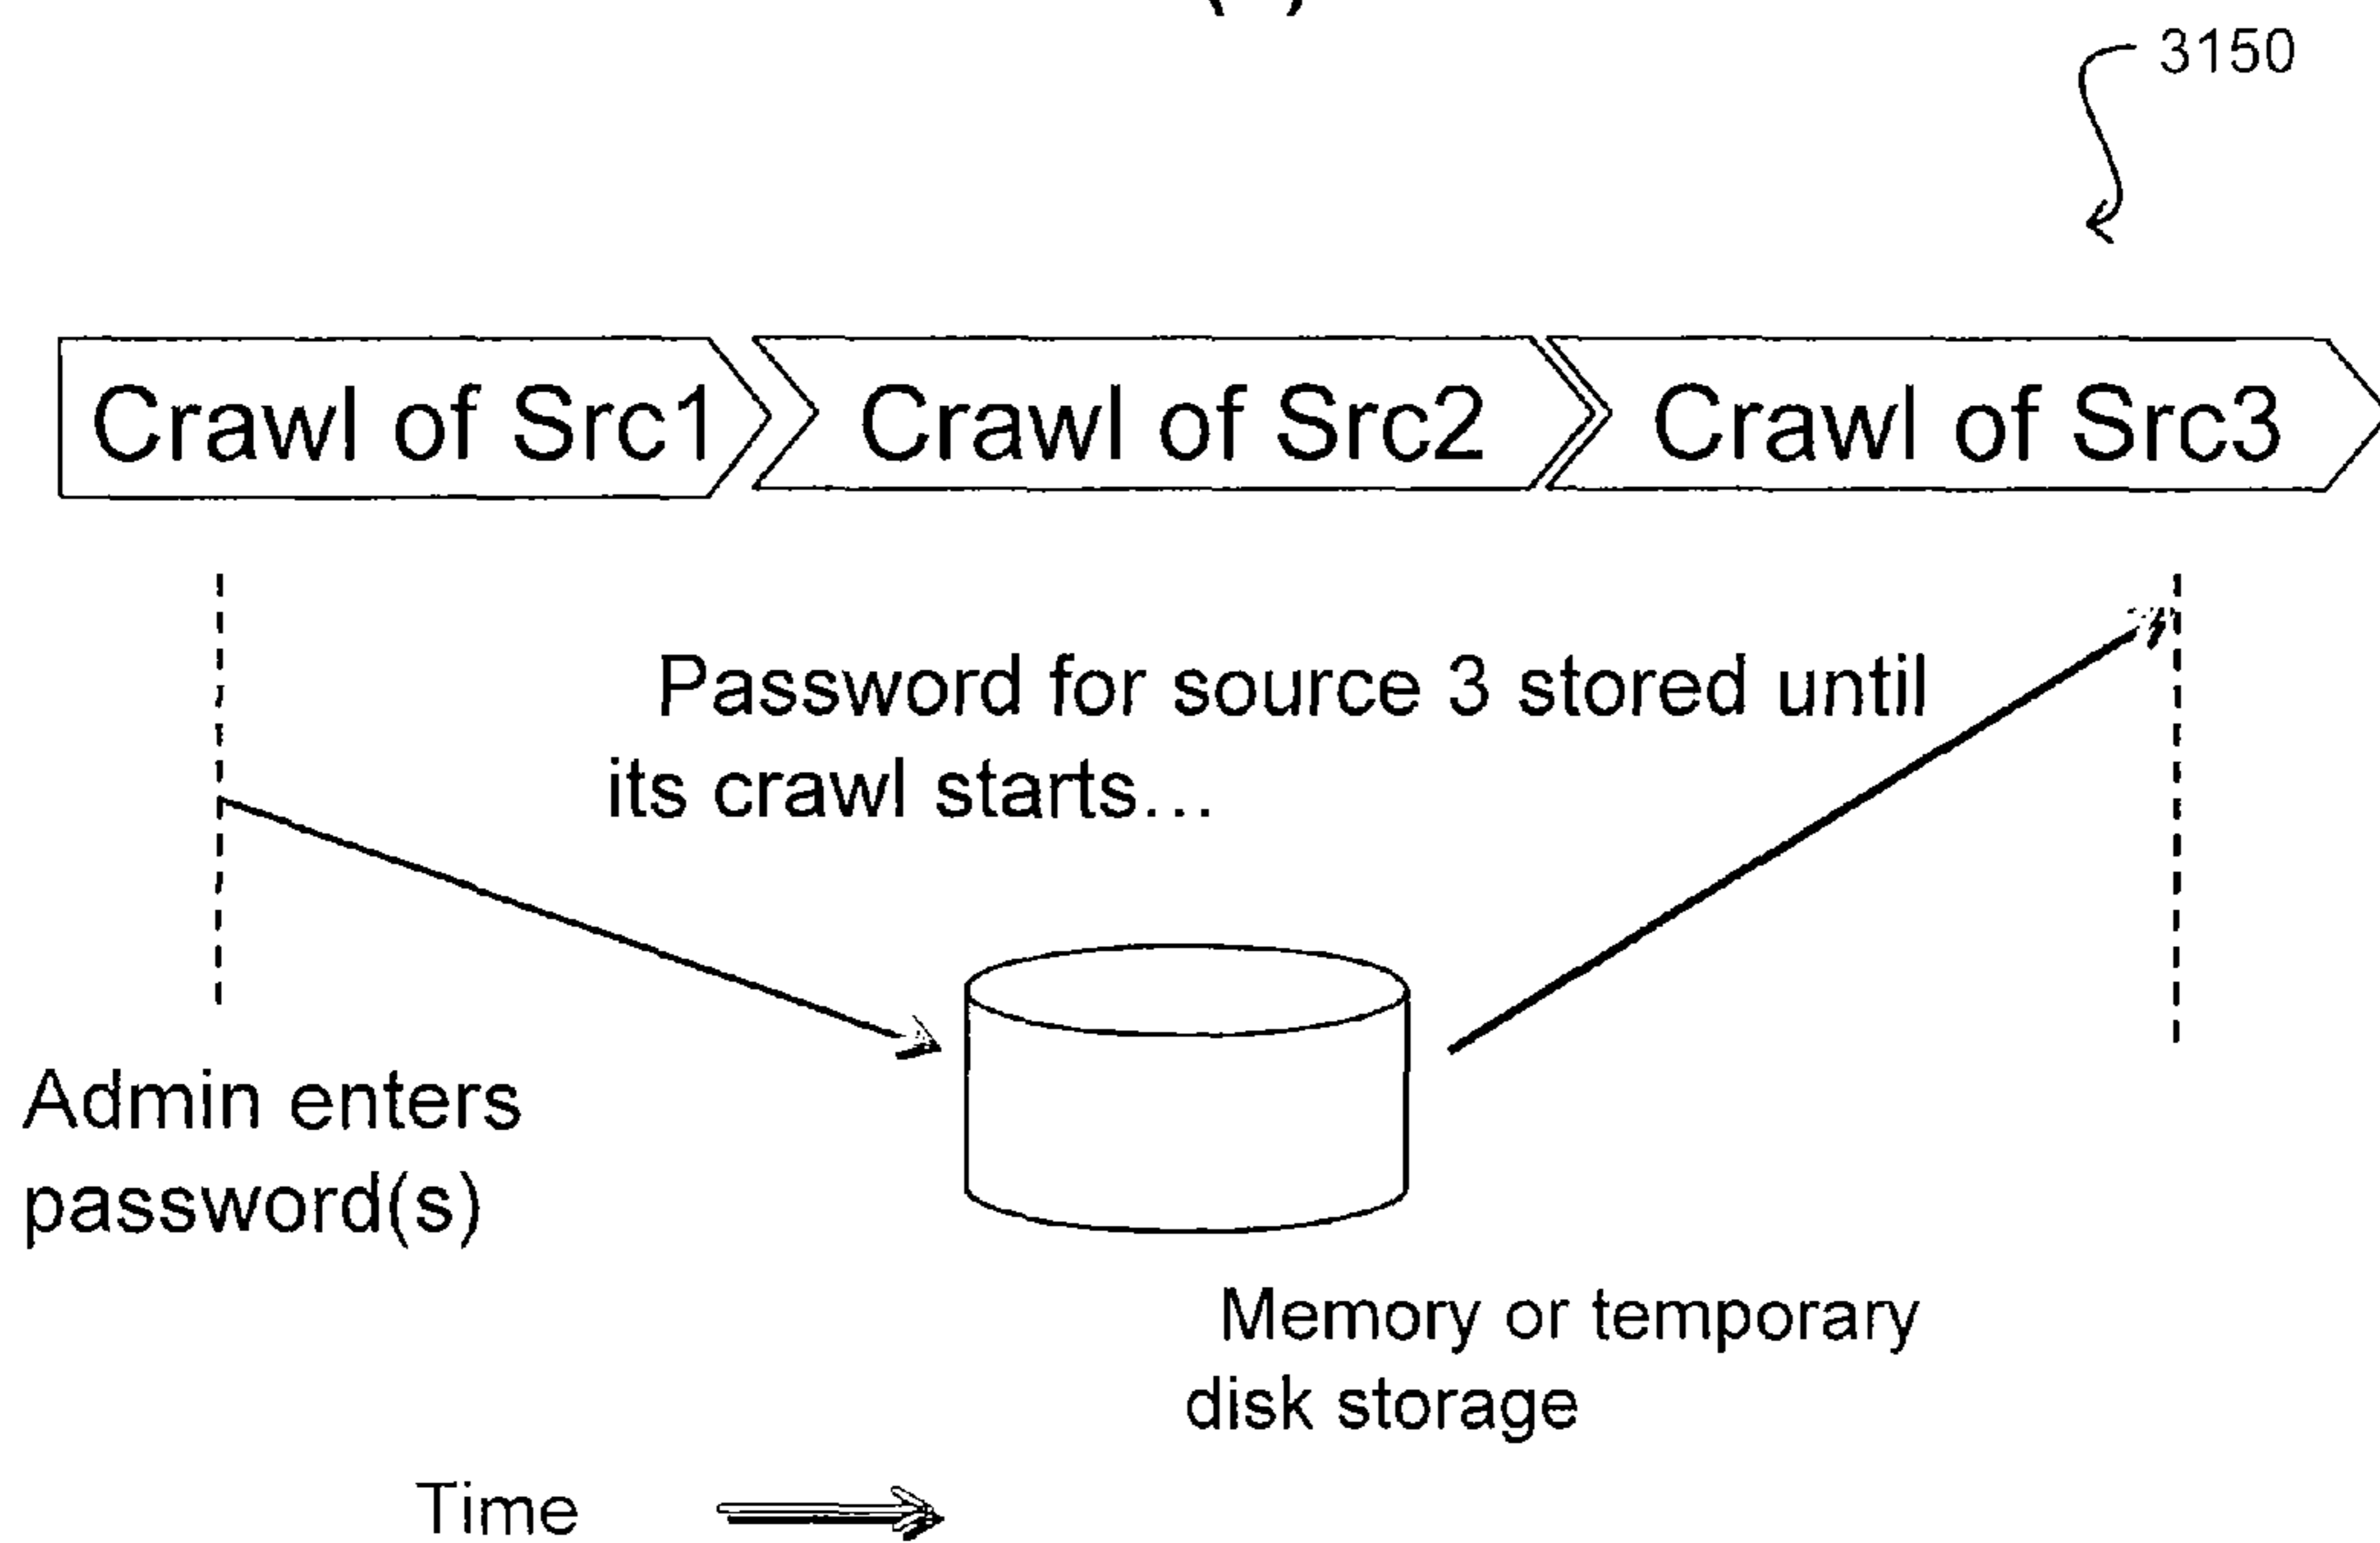 3150
Crawl of Src1
Crawl of Src2
Crawl of Src3
Password for source 3 stored until
its crawl starts...
Admin enters
password(s)
Memory or temporary
disk storage
Time